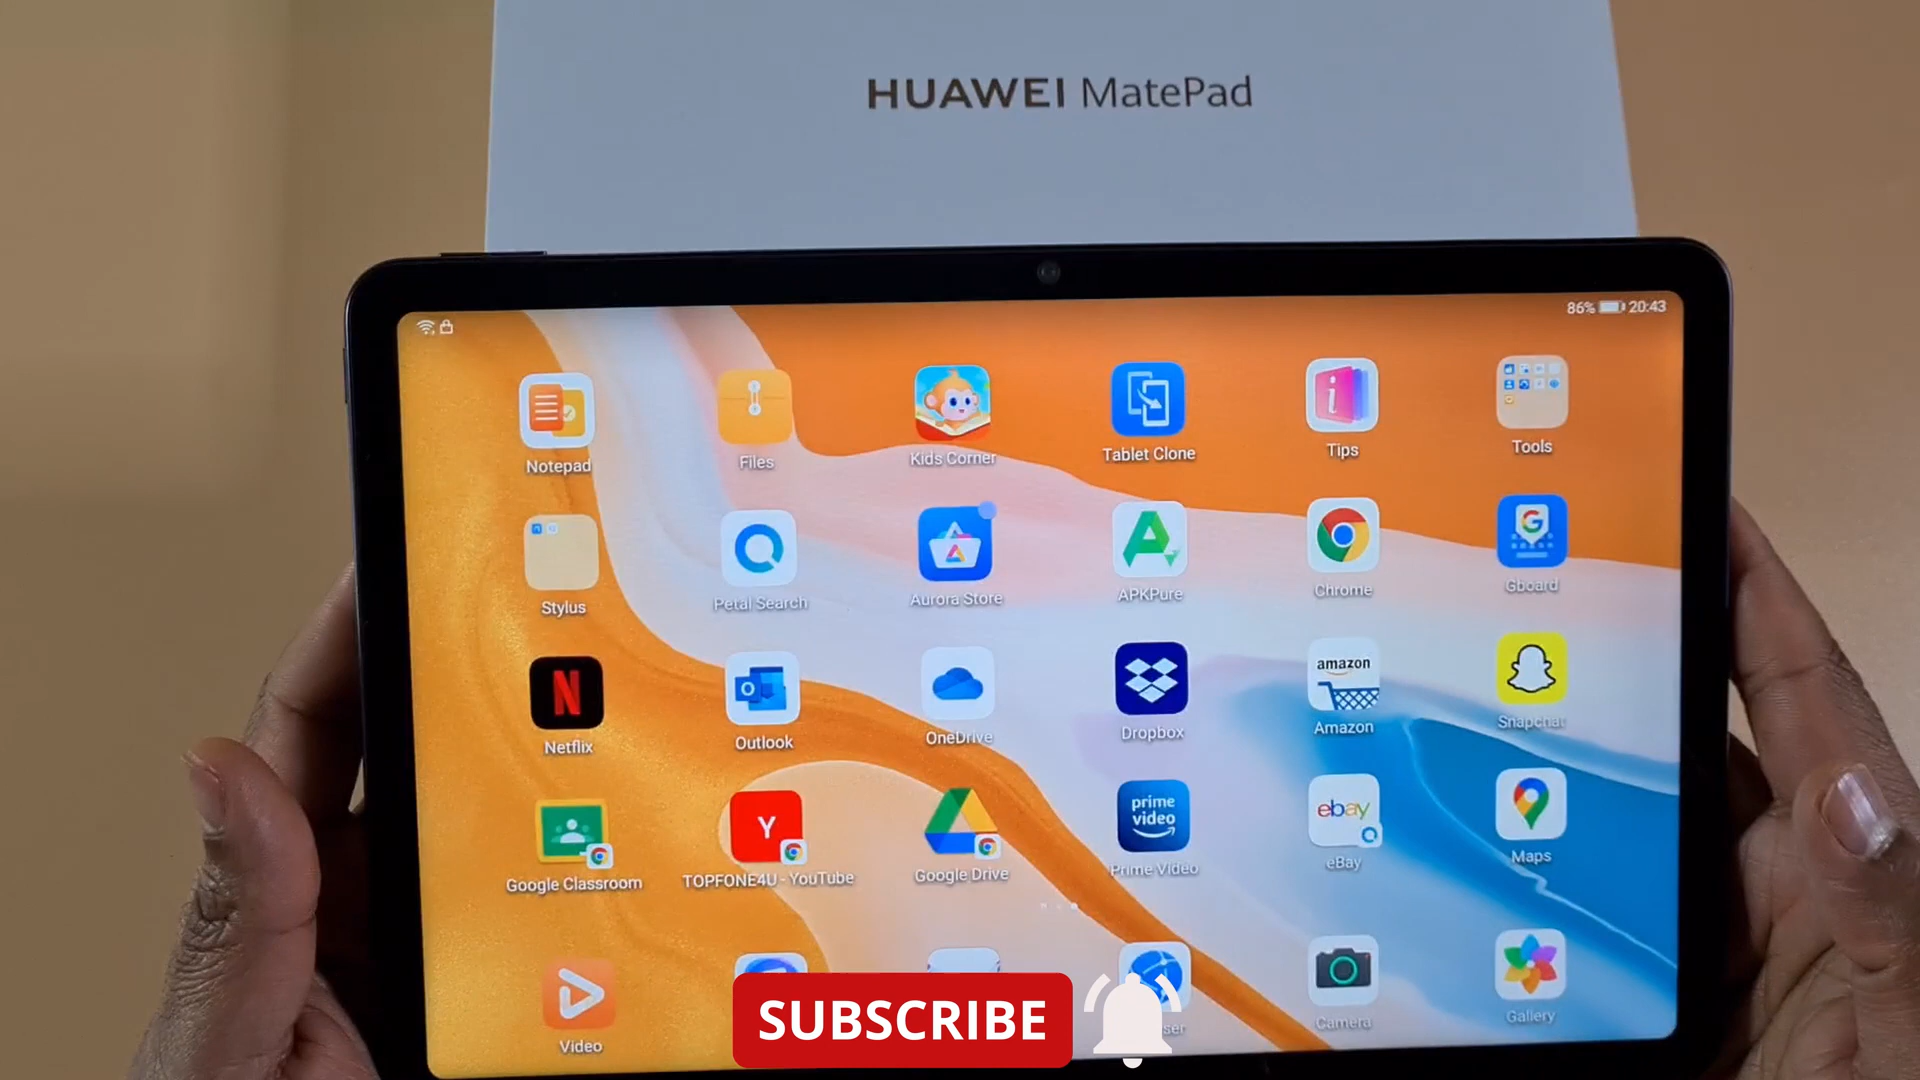 HUAWEI MatePad
86% 20:43
Notepad
Files
Kids Corner
Tablet Clone
Tips
Tools
Stylus
Petal Search
Aurora Store
APKPure
Chrome
Gboard
Netflix
Outlook
OneDrive
Dropbox
amazon
Amazon
Snapchat
Google Classroom
Y
TOPFONE4U - YouTube
Google Drive
prime
video
Prime Video
ebay
eBay
Maps
Video
SUBSCRIBE
ser
Camera
Gallery